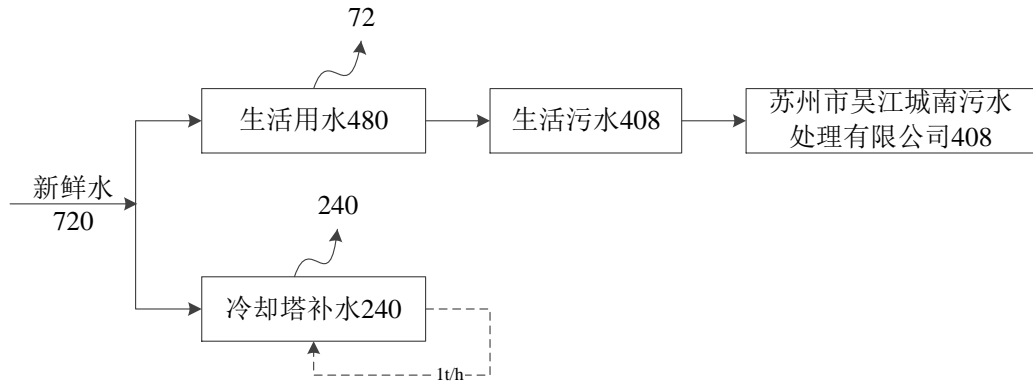 72
生活用水480
生活污水408
苏州市吴江城南污水
处理有限公司408
新鲜水
720
240
冷却塔补水240
1t/h